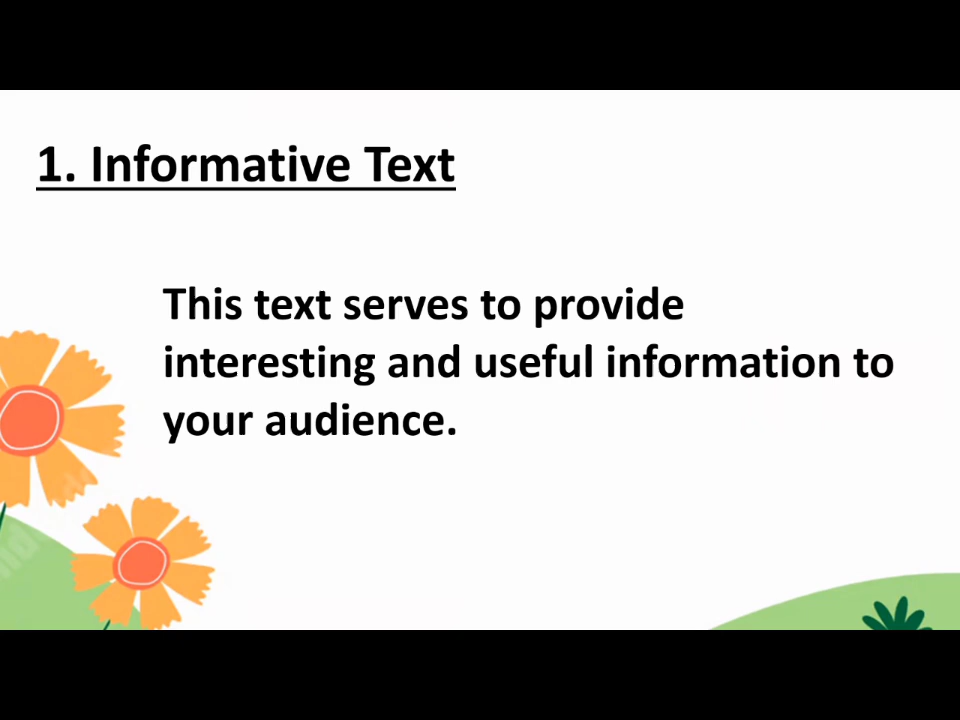 1. Informative Text
This text serves to provide
interesting and useful information to
your audience.